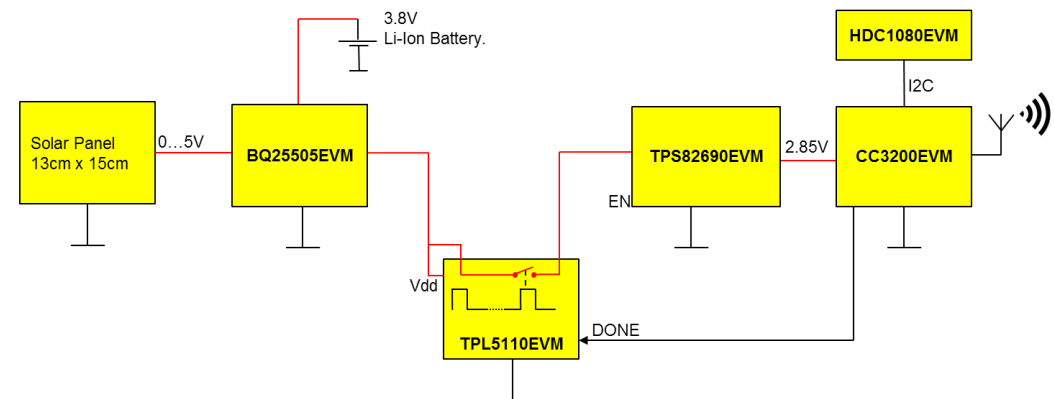 3.8V
Li-Ion Battery.
HDC1080EVM
I2C
Solar Panel
13cm x 15cm
0...5V
BQ25505EVM
TPS82690EVM
2.85V
CC3200EVM
EN
Vdd
DONE
TPL5110EVM